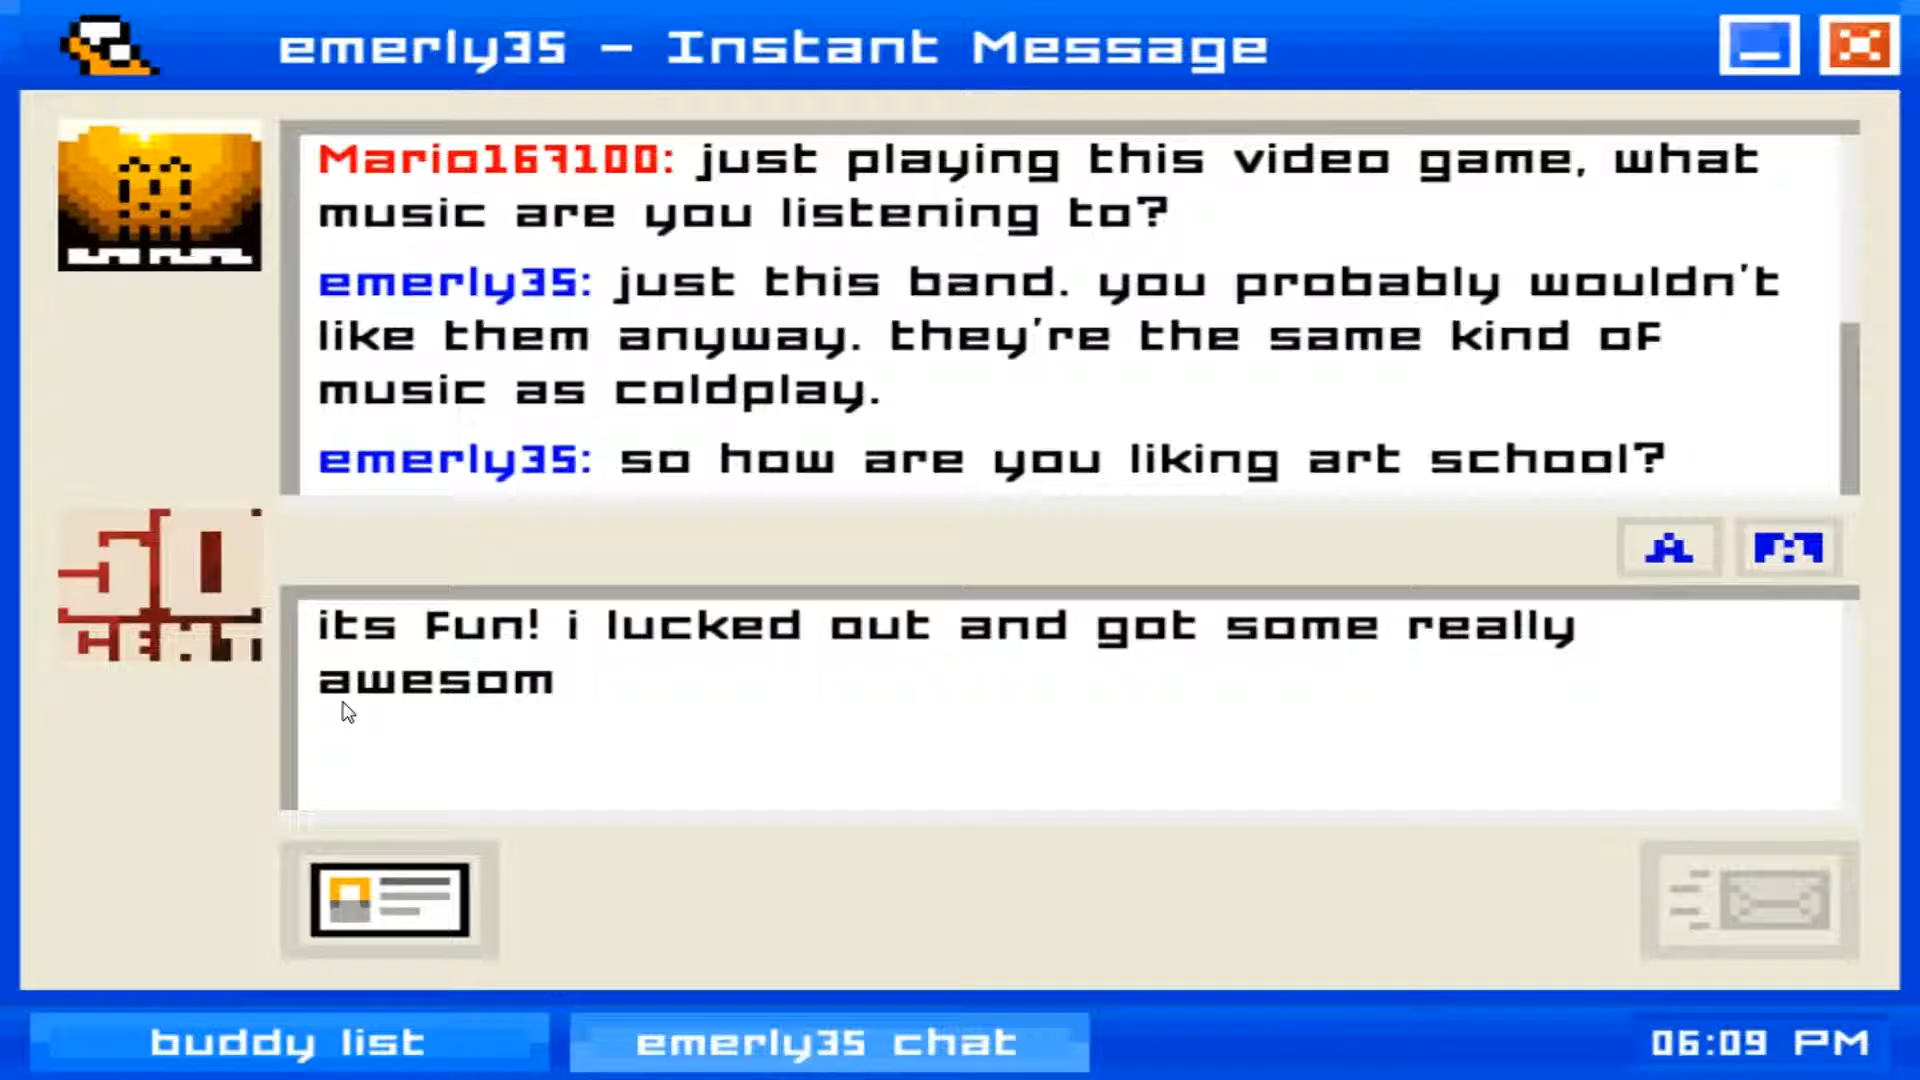 emerly35 - Instant Message
Mario167100: just playing this video game, what
music are you listening to?
emerly35: just this band. you probably wouldn't
like them anyway. they're the same kind of
music as coldplay.
emerly35: so how are you liking art school?
its fun! i lucked out and got some really
awesom
buddy list
emerly35 chat
06:09 PM